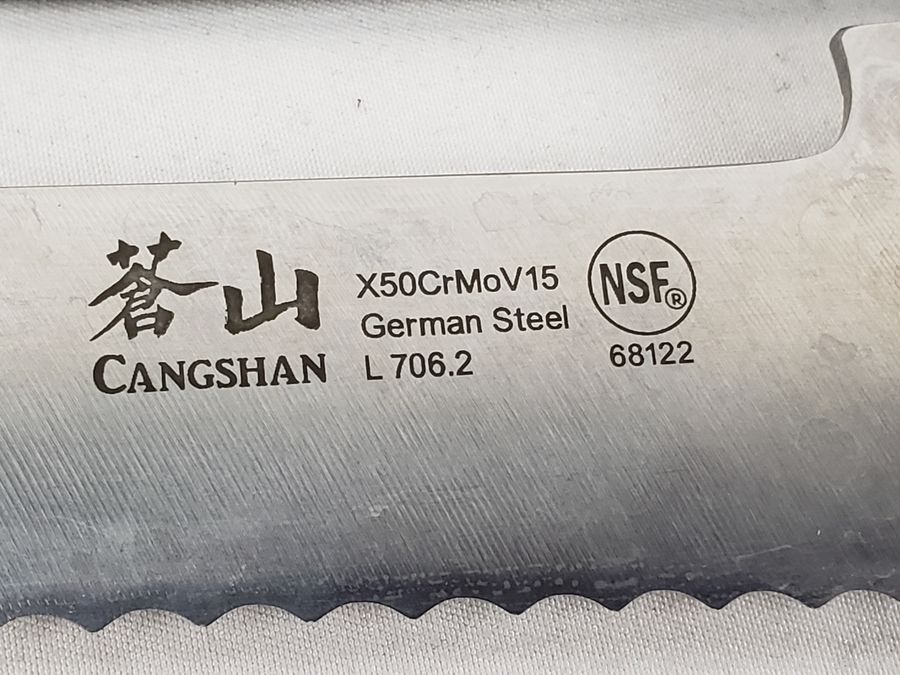 蒼山
CANGSHAN
X50CrMoV15
German Steel
L 706.2
NSF®
68122